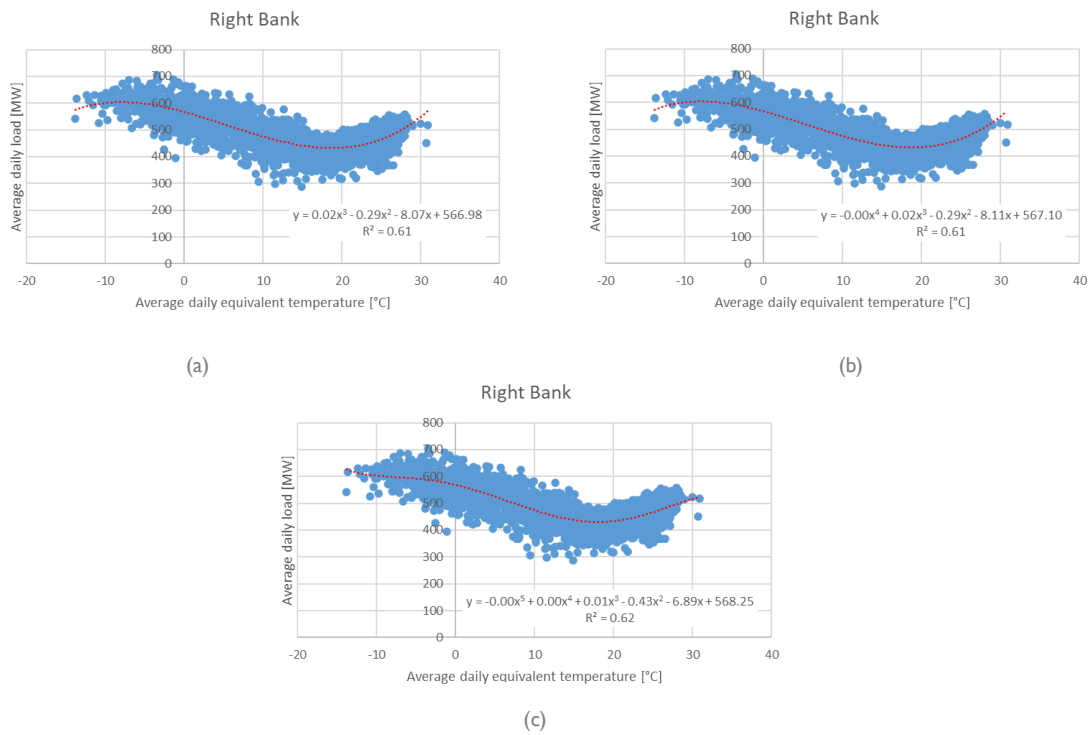 Right Bank
Average daily load [MW]
800
700
600
500
400
300
200
100
0
-20
-10
0
10
20
30
40
y = 0.02x³ - 0.29x² - 8.07x + 566.98
R² = 0.61
Average daily equivalent temperature [°C]
(a)
Right Bank
Average daily load [MW]
800
700
600
500
400
300
200
100
0
-20
-10
0
10
20
30
40
y = -0.00x⁴ + 0.02x³ - 0.29x² - 8.11x + 567.10
R² = 0.61
Average daily equivalent temperature [°C]
(b)
Right Bank
Average daily load [MW]
800
700
600
500
400
300
200
100
0
-20
-10
0
10
20
30
40
y = -0.00x⁵ + 0.00x⁴ + 0.01x³ - 0.43x² - 6.89x + 568.25
R² = 0.62
Average daily equivalent temperature [°C]
(c)